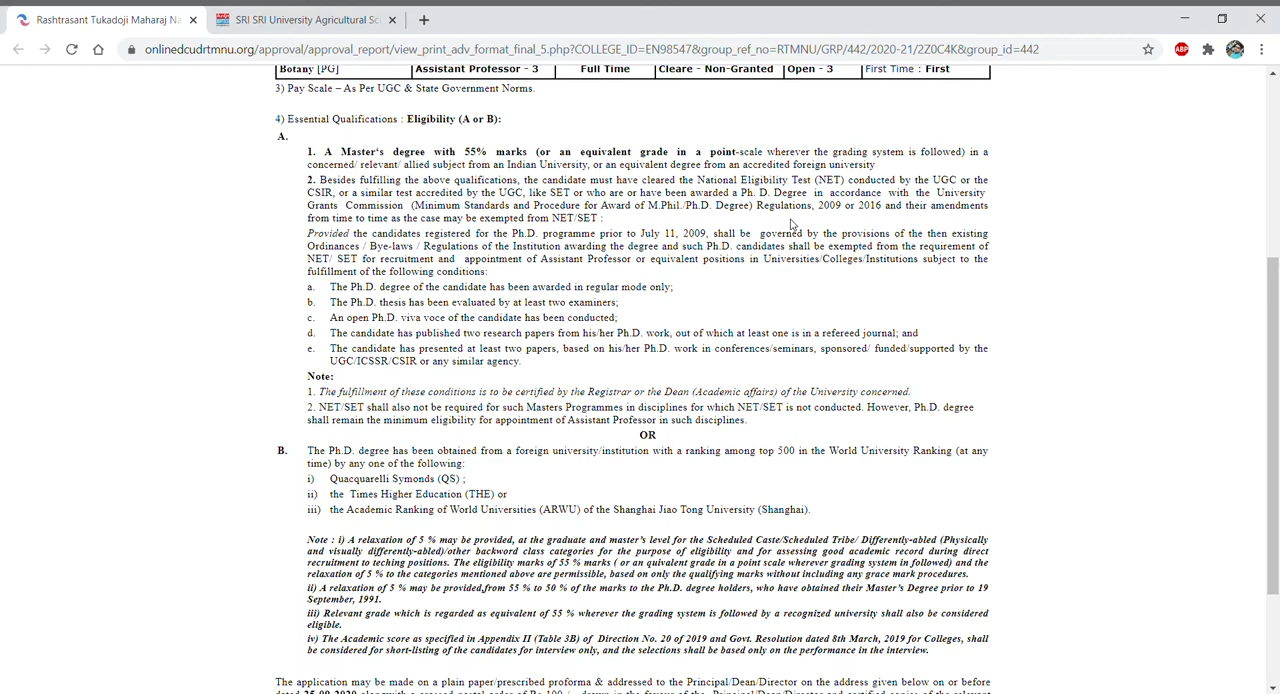 Rashtrasant Tukadoji Maharaj Na
SRI SRI University Agricultural Sc
onlinedcudrtmnu.org/approval/approval_report/view_print_adv_format_final_5.php?COLLEGE_ID=EN98547&group_ref_no=RTMNU/GRP/442/2020-21/2Z0C4K&group_id=442
ABP
Botany [PG] Assistant Professor - 3 Full Time Cleare - Non-Granted Open - 3 First Time : First
3) Pay Scale – As Per UGC & State Government Norms.
4) Essential Qualifications : Eligibility (A or B):
A.
1. A Master's degree with 55% marks (or an equivalent grade in a point-scale wherever the grading system is followed) in a
concerned/ relevant/ allied subject from an Indian University, or an equivalent degree from an accredited foreign university
2. Besides fulfilling the above qualifications, the candidate must have cleared the National Eligibility Test (NET) conducted by the UGC or the
CSIR, or a similar test accredited by the UGC, like SET or who are or have been awarded a Ph. D. Degree in accordance with the University
Grants Commission (Minimum Standards and Procedure for Award of M.Phil./Ph.D. Degree) Regulations, 2009 or 2016 and their amendments
from time to time as the case may be exempted from NET/SET :
Provided the candidates registered for the Ph.D. programme prior to July 11, 2009, shall be governed by the provisions of the then existing
Ordinances / Bye-laws / Regulations of the Institution awarding the degree and such Ph.D. candidates shall be exempted from the requirement of
NET/ SET for recruitment and appointment of Assistant Professor or equivalent positions in Universities/Colleges/Institutions subject to the
fulfillment of the following conditions:
a. The Ph.D. degree of the candidate has been awarded in regular mode only;
b. The Ph.D. thesis has been evaluated by at least two examiners;
c. An open Ph.D. viva voce of the candidate has been conducted;
d. The candidate has published two research papers from his/her Ph.D. work, out of which at least one is in a refereed journal; and
e. The candidate has presented at least two papers, based on his/her Ph.D. work in conferences/seminars, sponsored/ funded/supported by the
UGC/ICSSR/CSIR or any similar agency.
Note:
1. The fulfillment of these conditions is to be certified by the Registrar or the Dean (Academic affairs) of the University concerned.
2. NET/SET shall also not be required for such Masters Programmes in disciplines for which NET/SET is not conducted. However, Ph.D. degree
shall remain the minimum eligibility for appointment of Assistant Professor in such disciplines.
OR
B. The Ph.D. degree has been obtained from a foreign university/institution with a ranking among top 500 in the World University Ranking (at any
time) by any one of the following:
i) Quacquarelli Symonds (QS) ;
ii) the Times Higher Education (THE) or
iii) the Academic Ranking of World Universities (ARWU) of the Shanghai Jiao Tong University (Shanghai).
Note : i) A relaxation of 5 % may be provided, at the graduate and master's level for the Scheduled Caste/Scheduled Tribe/ Differently-abled (Physically
and visually differently-abled)/other backword class categories for the purpose of eligibility and for assessing good academic record during direct
recruitment to teching positions. The eligibility marks of 55 % marks ( or an quivalent grade in a point scale wherever grading system in followed) and the
relaxation of 5 % to the categories mentioned above are permissible, based on only the qualifying marks without including any grace mark procedures.
ii) A relaxation of 5 % may be provided,from 55 % to 50 % of the marks to the Ph.D. degree holders, who have obtained their Master's Degree prior to 19
September, 1991.
iii) Relevant grade which is regarded as equivalent of 55 % wherever the grading system is followed by a recognized university shall also be considered
eligible.
iv) The Academic score as specified in Appendix II (Table 3B) of Direction No. 20 of 2019 and Govt. Resolution dated 8th March, 2019 for Colleges, shall
be considered for short-listing of the candidates for interview only, and the selections shall be based only on the performance in the interview.
The application may be made on a plain paper/prescribed proforma & addressed to the Principal/Dean/Director on the address given below on or before
dated 25-09-2020 alongwith a crossed postal order of Rs.100 /- drawn in the favour of the Principal/Dean/Director and certified copies of the relevant